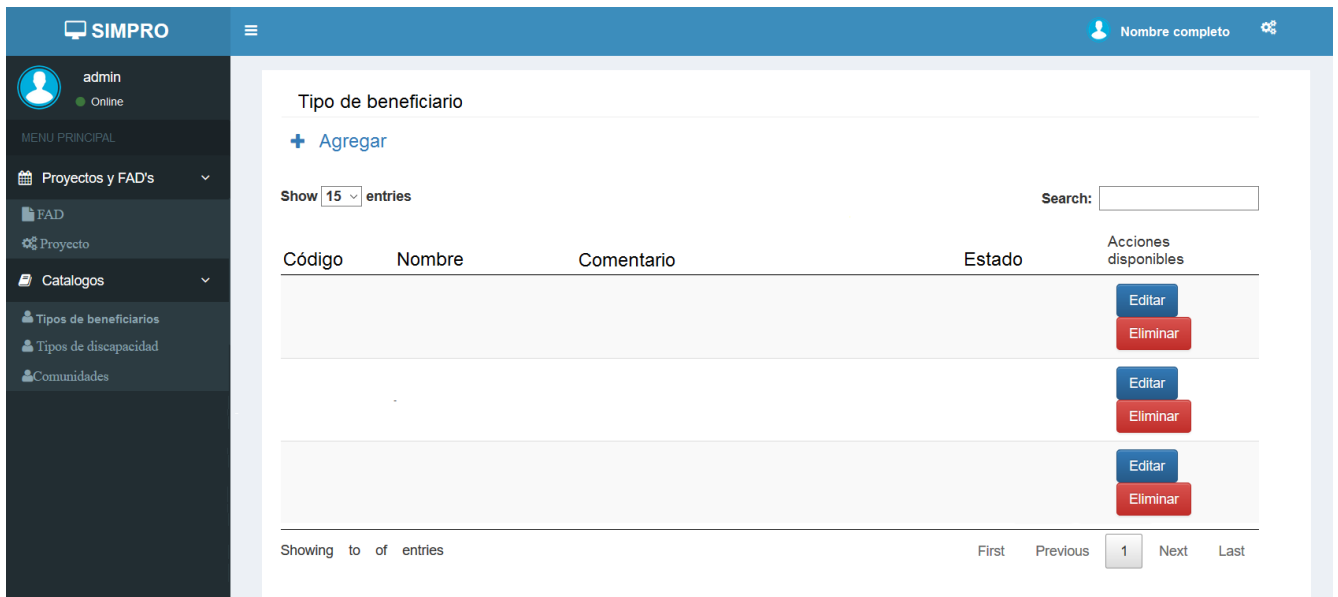 SIMPRO
Nombre completo
admin
Online
MENU PRINCIPAL
Proyectos y FAD's
FAD
Proyecto
Catalogos
Tipos de beneficiarios
Tipos de discapacidad
Comunidades
Tipo de beneficiario
+ Agregar
Show 15 entries
Search:
Código Nombre Comentario Estado Acciones disponibles
Editar
Eliminar
Editar
Eliminar
Editar
Eliminar
Showing to of entries
First Previous 1 Next Last